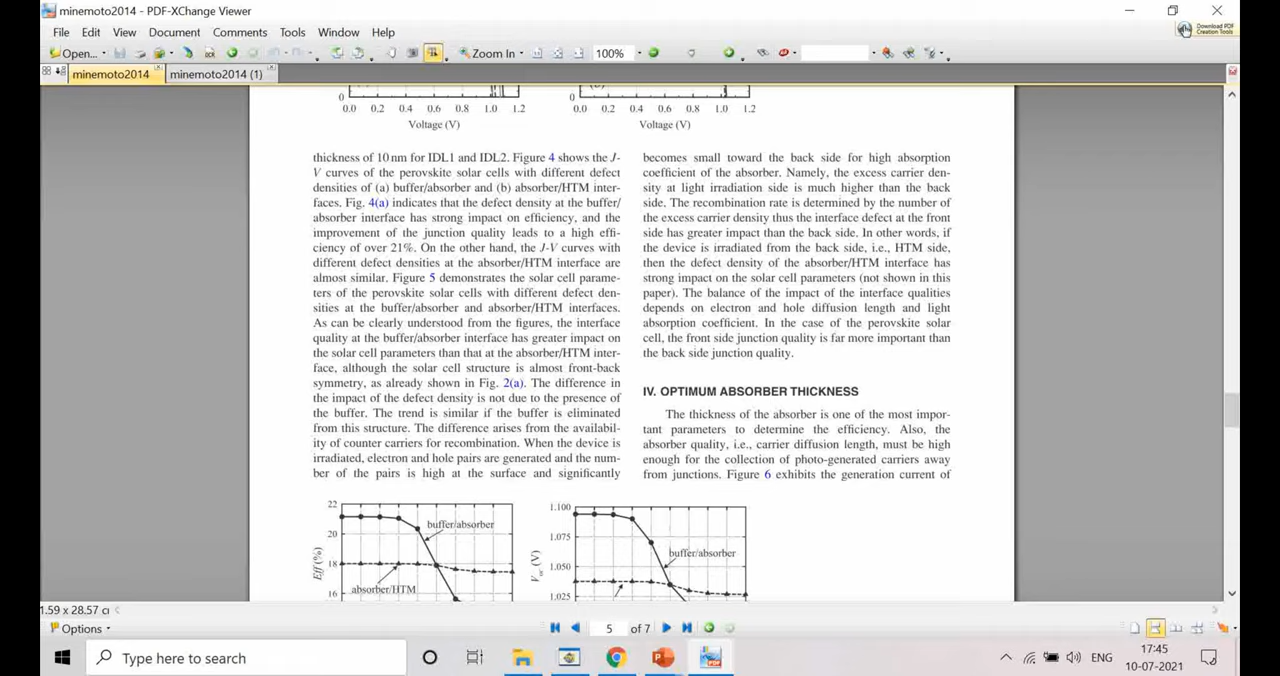 minemoto2014 - PDF-XChange Viewer
File Edit View Document Comments Tools Window Help
Download PDF
Creation Tools
Open...
OCR
Zoom In
100%
minemoto2014
minemoto2014 (1)
0
0
0.0 0.2 0.4 0.6 0.8 1.0 1.2
0.0 0.2 0.4 0.6 0.8 1.0 1.2
Voltage (V)
Voltage (V)
thickness of 10 nm for IDL1 and IDL2. Figure 4 shows the J-
V curves of the perovskite solar cells with different defect
densities of (a) buffer/absorber and (b) absorber/HTM inter-
faces. Fig. 4(a) indicates that the defect density at the buffer/
absorber interface has strong impact on efficiency, and the
improvement of the junction quality leads to a high effi-
ciency of over 21%. On the other hand, the J-V curves with
different defect densities at the absorber/HTM interface are
almost similar. Figure 5 demonstrates the solar cell parame-
ters of the perovskite solar cells with different defect den-
sities at the buffer/absorber and absorber/HTM interfaces.
As can be clearly understood from the figures, the interface
quality at the buffer/absorber interface has greater impact on
the solar cell parameters than that at the absorber/HTM inter-
face, although the solar cell structure is almost front-back
symmetry, as already shown in Fig. 2(a). The difference in
the impact of the defect density is not due to the presence of
the buffer. The trend is similar if the buffer is eliminated
from this structure. The difference arises from the availabil-
ity of counter carriers for recombination. When the device is
irradiated, electron and hole pairs are generated and the num-
ber of the pairs is high at the surface and significantly
becomes small toward the back side for high absorption
coefficient of the absorber. Namely, the excess carrier den-
sity at light irradiation side is much higher than the back
side. The recombination rate is determined by the number of
the excess carrier density thus the interface defect at the front
side has greater impact than the back side. In other words, if
the device is irradiated from the back side, i.e., HTM side,
then the defect density of the absorber/HTM interface has
strong impact on the solar cell parameters (not shown in this
paper). The balance of the impact of the interface qualities
depends on electron and hole diffusion length and light
absorption coefficient. In the case of the perovskite solar
cell, the front side junction quality is far more important than
the back side junction quality.
IV. OPTIMUM ABSORBER THICKNESS
The thickness of the absorber is one of the most impor-
tant parameters to determine the efficiency. Also, the
absorber quality, i.e., carrier diffusion length, must be high
enough for the collection of photo-generated carriers away
from junctions. Figure 6 exhibits the generation current of
22
20
18
16
Eff (%)
buffer/absorber
absorber/HTM
1.100
1.075
1.050
1.025
Voc (V)
buffer/absorber
1.59 x 28.57 c
Options
5 of 7
Type here to search
ENG
17:45
10-07-2021